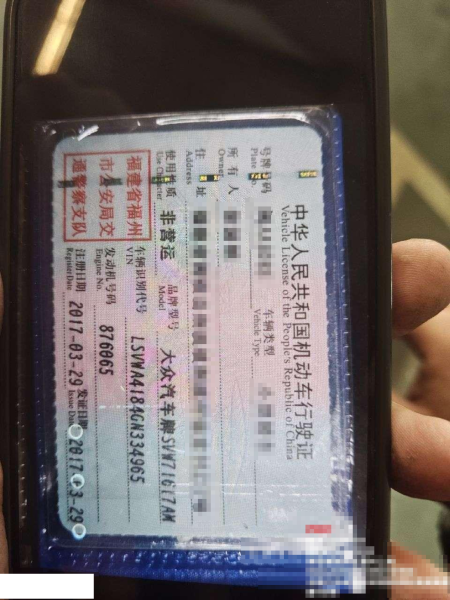 中华人民共和国机动车行驶证
Vehicle License of the People's Republic of China
号牌号码 车辆类型
Plate No. Vehicle Type
所有人
Owner
住址
Address
使用性质 非营运 品牌型号 大众汽车牌SVW71617AM
Use Character Model
福建省福州
市公安局交
通警察支队
车辆识别代号 LSVWA4184GN334965
VIN
发动机号码 870065
Engine No.
注册日期 2017-03-29 发证日期 2017-03-29
Register Date Issue Date